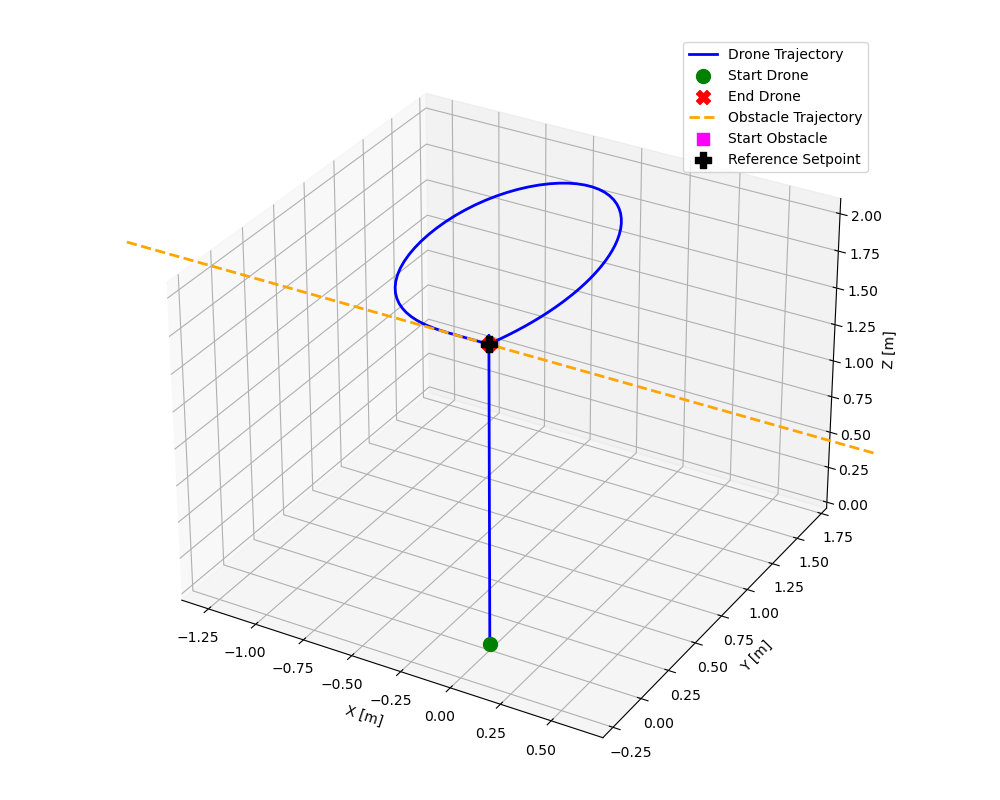 Drone Trajectory
Start Drone
End Drone
Obstacle Trajectory
Start Obstacle
Reference Setpoint
2.00
1.75
1.50
1.25
1.00
0.75
0.50
0.25
0.00
Z [m]
1.75
1.50
1.25
1.00
0.75
0.50
0.25
0.00
−0.25
Y [m]
−1.25
−1.00
−0.75
−0.50
−0.25
0.00
0.25
0.50
X [m]